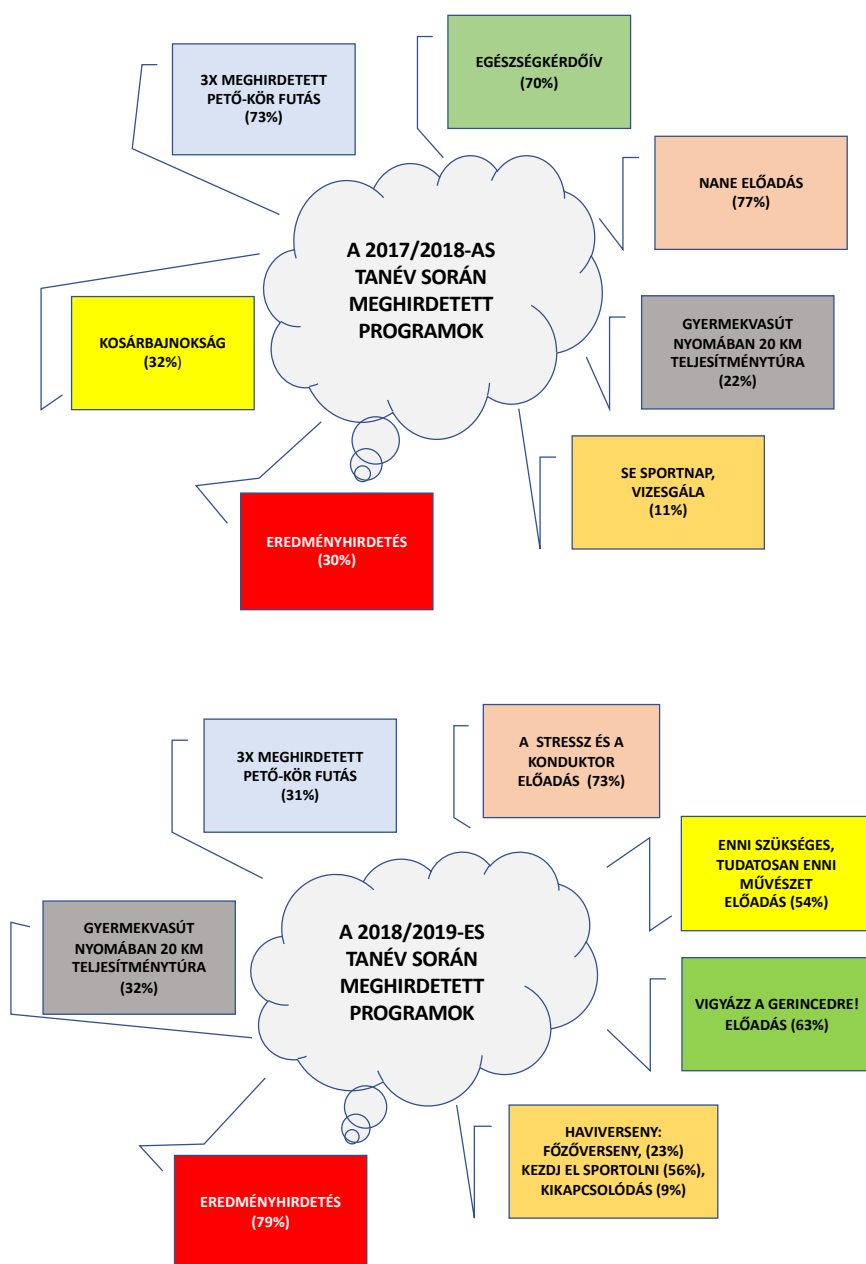 3X MEGHIRDETETT
PETŐ-KÖR FUTÁS
(73%)
EGÉSZSÉGKÉRDŐÍV
(70%)
NANE ELŐADÁS
(77%)
A 2017/2018-AS
TANÉV SORÁN
MEGHIRDETETT
PROGRAMOK
KOSÁRBAJNOKSÁG
(32%)
GYERMEKVASÚT
NYOMÁBAN 20 KM
TELJESÍTMÉNYTÚRA
(22%)
SE SPORTNAP,
VIZESGÁLA
(11%)
EREDMÉNYHIRDETÉS
(30%)
3X MEGHIRDETETT
PETŐ-KÖR FUTÁS
(31%)
A STRESSZ ÉS A
KONDUKTOR
ELŐADÁS (73%)
ENNI SZÜKSÉGES,
TUDATOSAN ENNI
MŰVÉSZET
ELŐADÁS (54%)
GYERMEKVASÚT
NYOMÁBAN 20 KM
TELJESÍTMÉNYTÚRA
(32%)
A 2018/2019-ES
TANÉV SORÁN
MEGHIRDETETT
PROGRAMOK
VIGYÁZZ A GERINCEDRE!
ELŐADÁS (63%)
HAVIVERSENY:
FŐZŐVERSENY, (23%)
KEZDJ EL SPORTOLNI (56%),
KIKAPCSOLÓDÁS (9%)
EREDMÉNYHIRDETÉS
(79%)